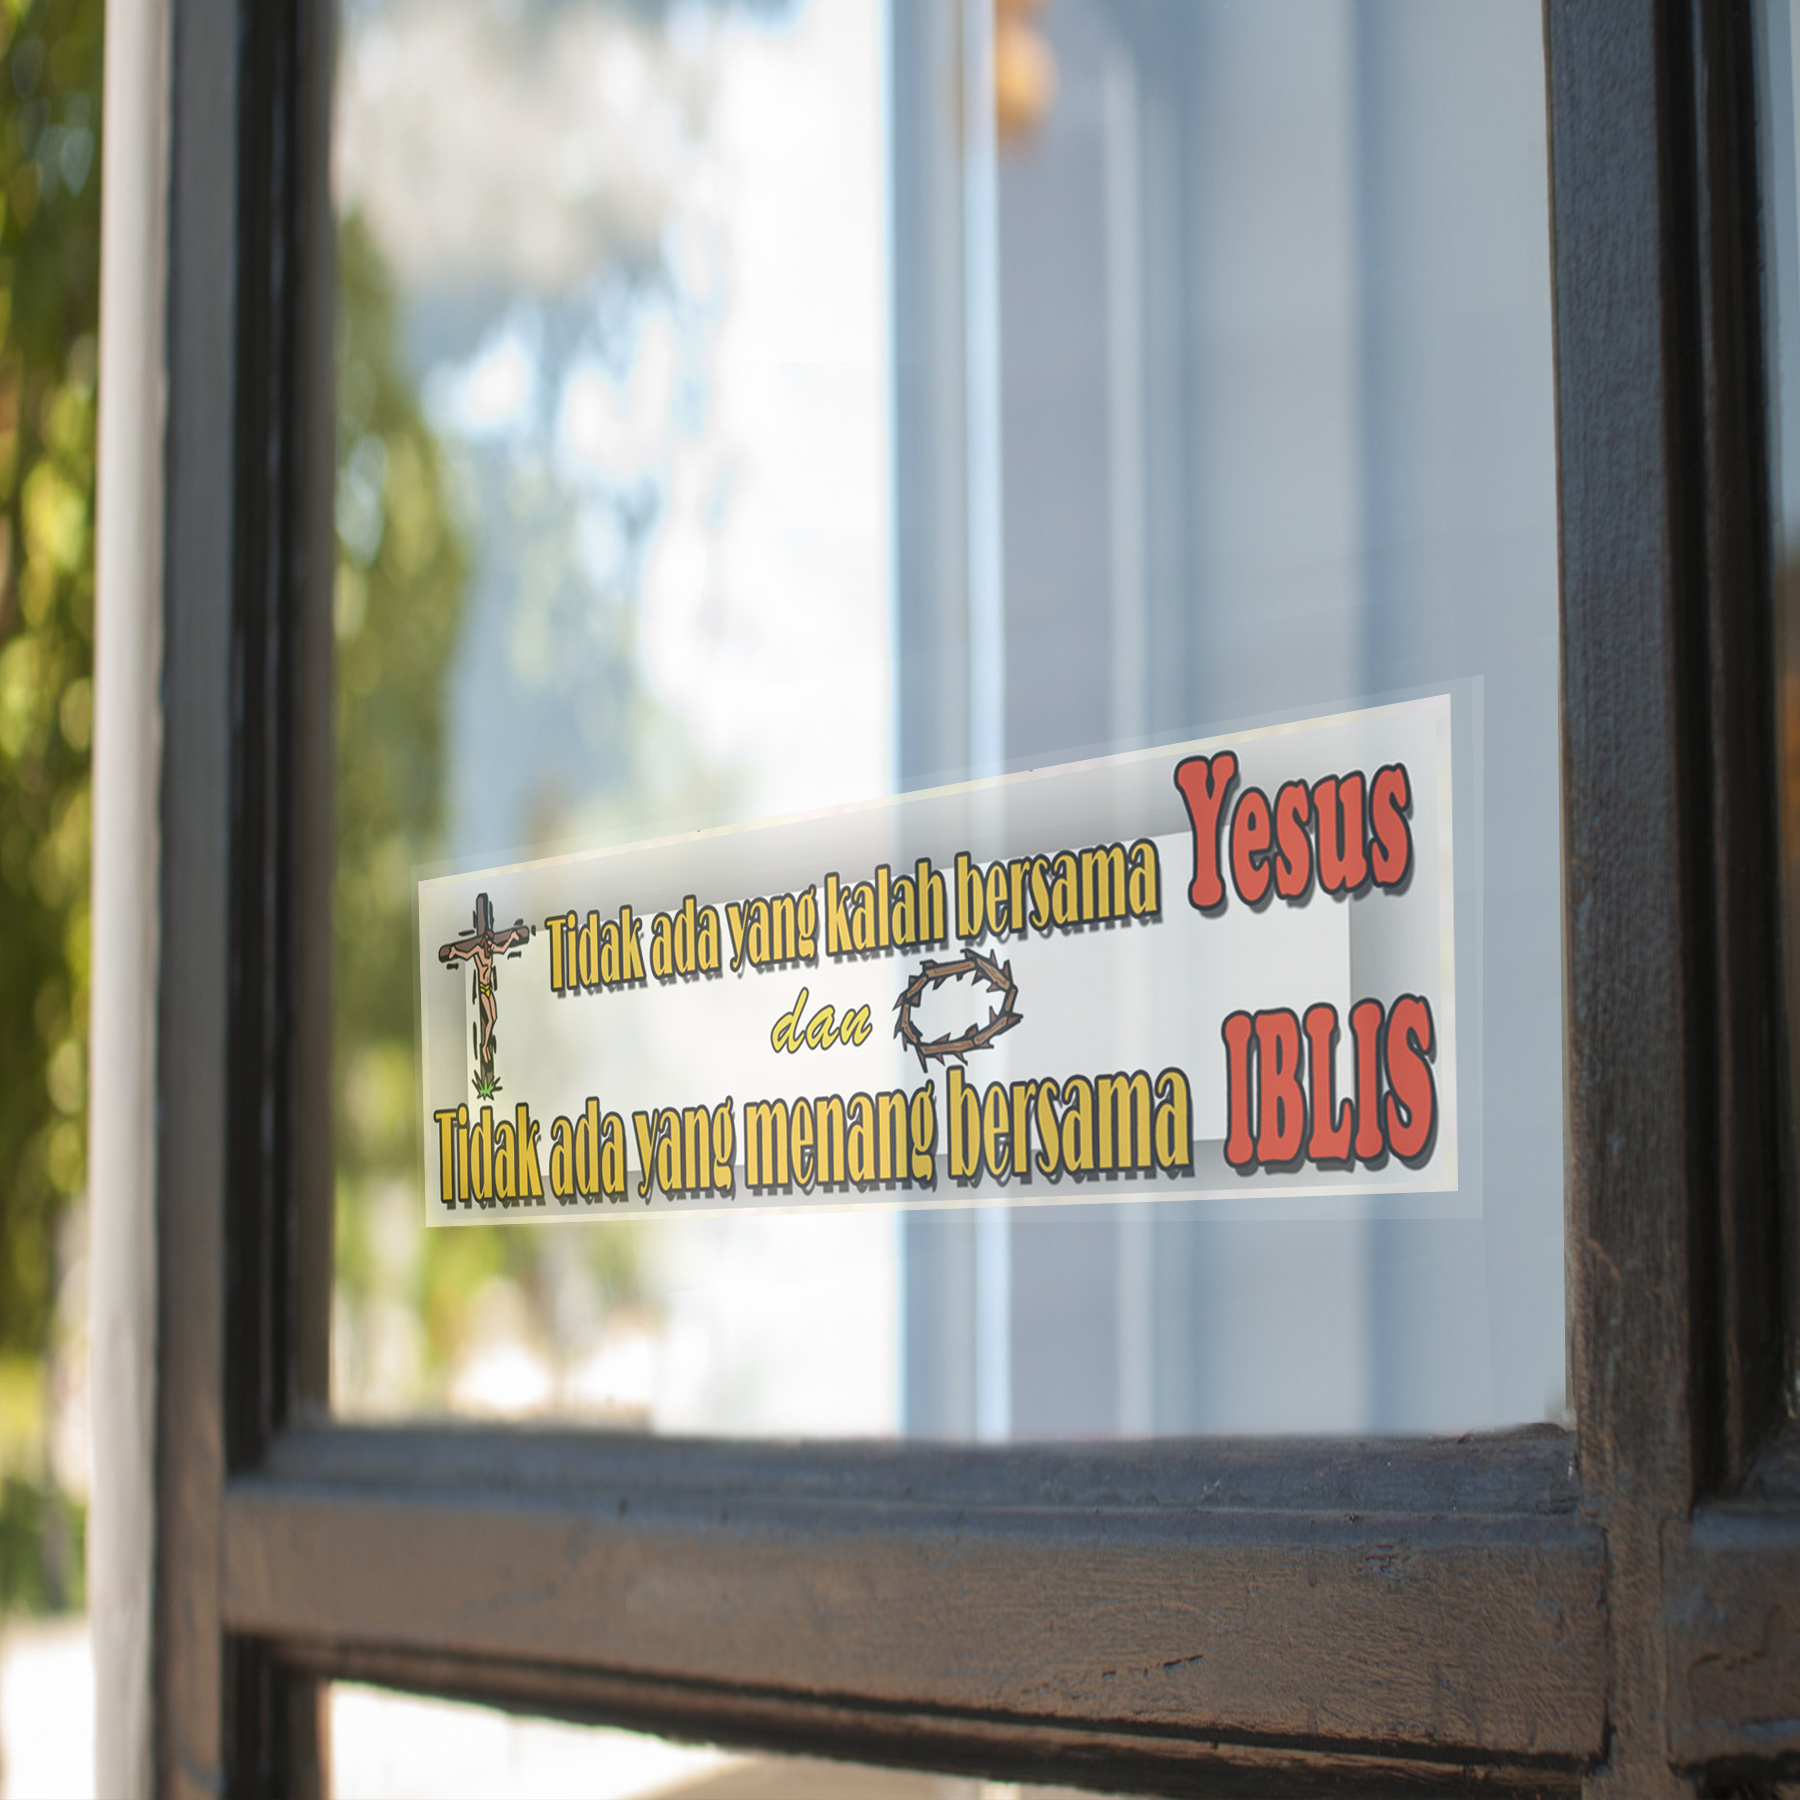 Tidak ada yang kalah bersama Yesus
dan
Tidak ada yang menang bersama IBLIS